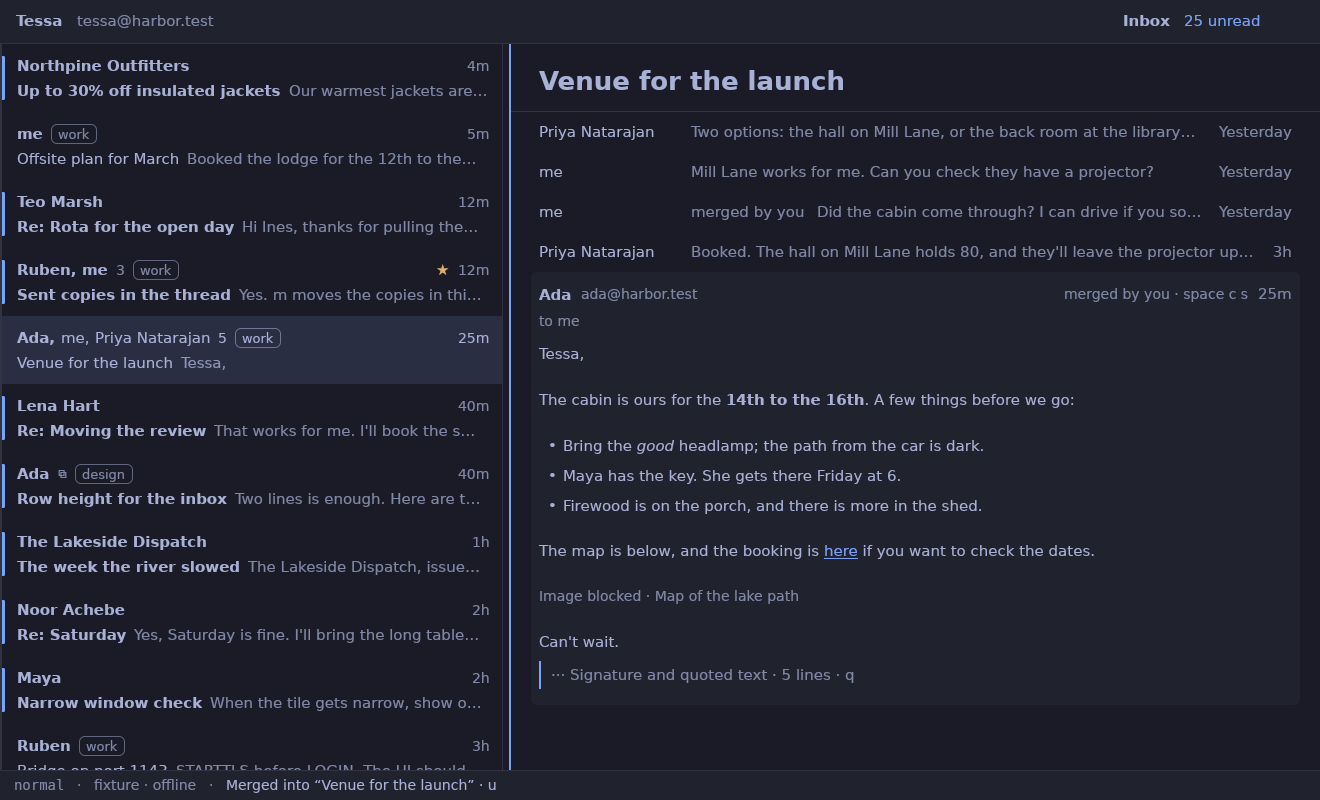 Tessa tessa@harbor.test
Inbox 25 unread
Northpine Outfitters 4m
Up to 30% off insulated jackets Our warmest jackets are…
me work 5m
Offsite plan for March Booked the lodge for the 12th to the…
Teo Marsh 12m
Re: Rota for the open day Hi Ines, thanks for pulling the…
Ruben, me 3 work ★ 12m
Sent copies in the thread Yes. m moves the copies in thi…
Ada, me, Priya Natarajan 5 work 25m
Venue for the launch Tessa,
Lena Hart 40m
Re: Moving the review That works for me. I'll book the s…
Ada design 40m
Row height for the inbox Two lines is enough. Here are t…
The Lakeside Dispatch 1h
The week the river slowed The Lakeside Dispatch, issue…
Noor Achebe 2h
Re: Saturday Yes, Saturday is fine. I'll bring the long table…
Maya 2h
Narrow window check When the tile gets narrow, show o…
Ruben work 3h
Bridge on port 1143 STARTTLS before LOGIN. The UI should…
Venue for the launch
Priya Natarajan Two options: the hall on Mill Lane, or the back room at the library… Yesterday
me Mill Lane works for me. Can you check they have a projector? Yesterday
me merged by you Did the cabin come through? I can drive if you so… Yesterday
Priya Natarajan Booked. The hall on Mill Lane holds 80, and they'll leave the projector up… 3h
Ada ada@harbor.test merged by you · space c s 25m
to me
Tessa,
The cabin is ours for the 14th to the 16th. A few things before we go:
• Bring the good headlamp; the path from the car is dark.
• Maya has the key. She gets there Friday at 6.
• Firewood is on the porch, and there is more in the shed.
The map is below, and the booking is here if you want to check the dates.
Image blocked · Map of the lake path
Can't wait.
··· Signature and quoted text · 5 lines · q
normal · fixture · offline · Merged into “Venue for the launch” · u